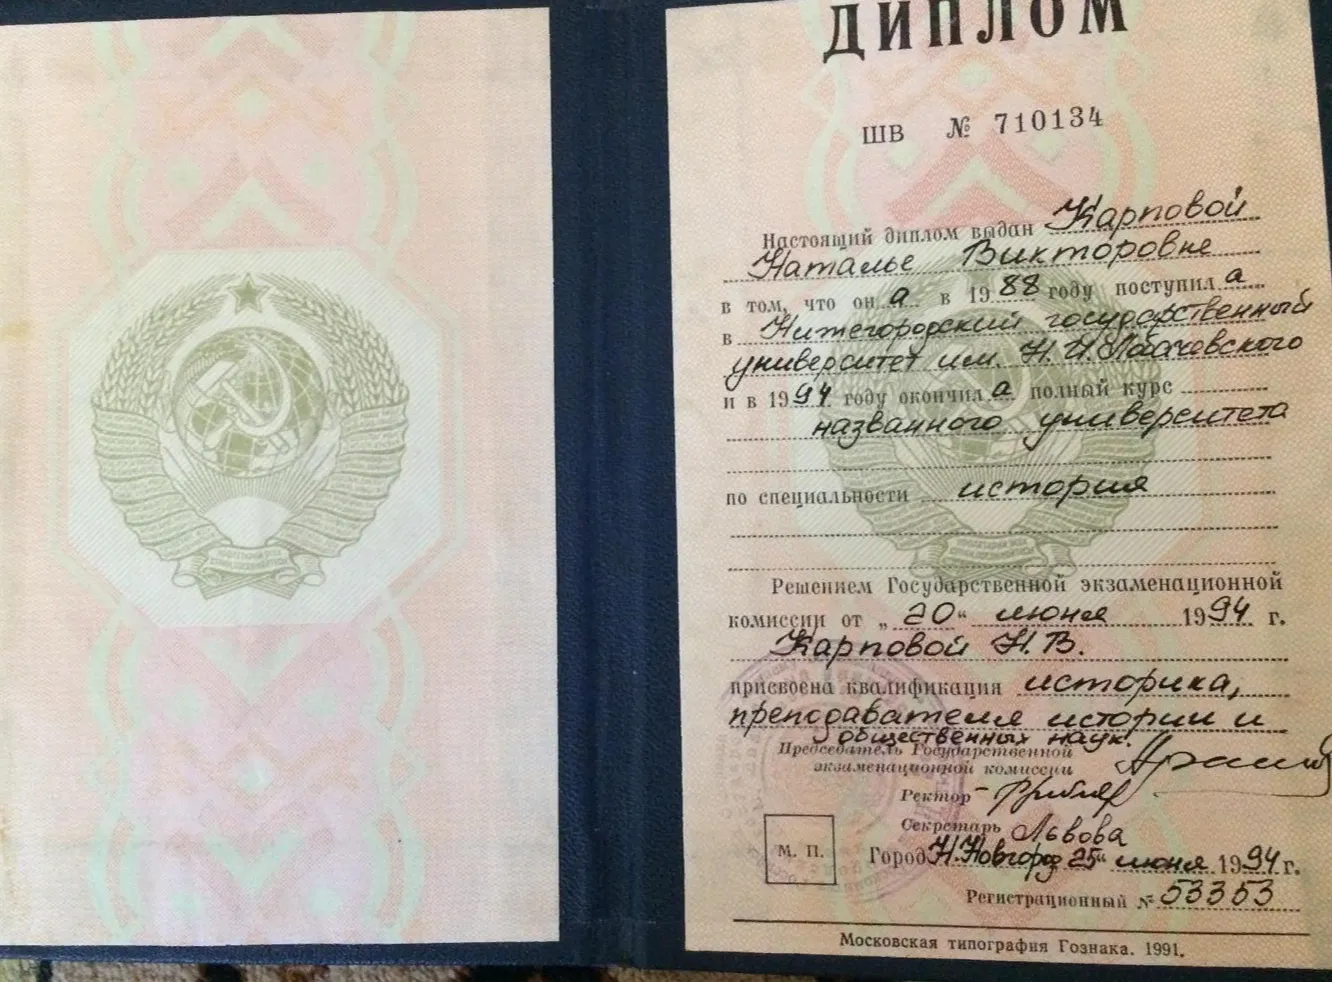 ДИПЛОМ
ШВ № 710134
Настоящий диплом выдан Карповой
Наталье Викторовне
в том, что он а в 1988 году поступил а
в Нижегородский государственный
университет им. Н.И.Лобачевского
и в 1994 году окончил а полный курс
названного университета
по специальности история
Решением Государственной экзаменационной
комиссии от „20“ июня 1994 г.
Карповой Н.В.
присвоена квалификация историка,
преподавателя истории и
общественных наук.
Председатель Государственной
экзаменационной комиссии
Ректор
Секретарь Львова
М. П.
Город Н.Новгород 25“ июня 1994 г.
Регистрационный № 53353
Московская типография Гознака. 1991.